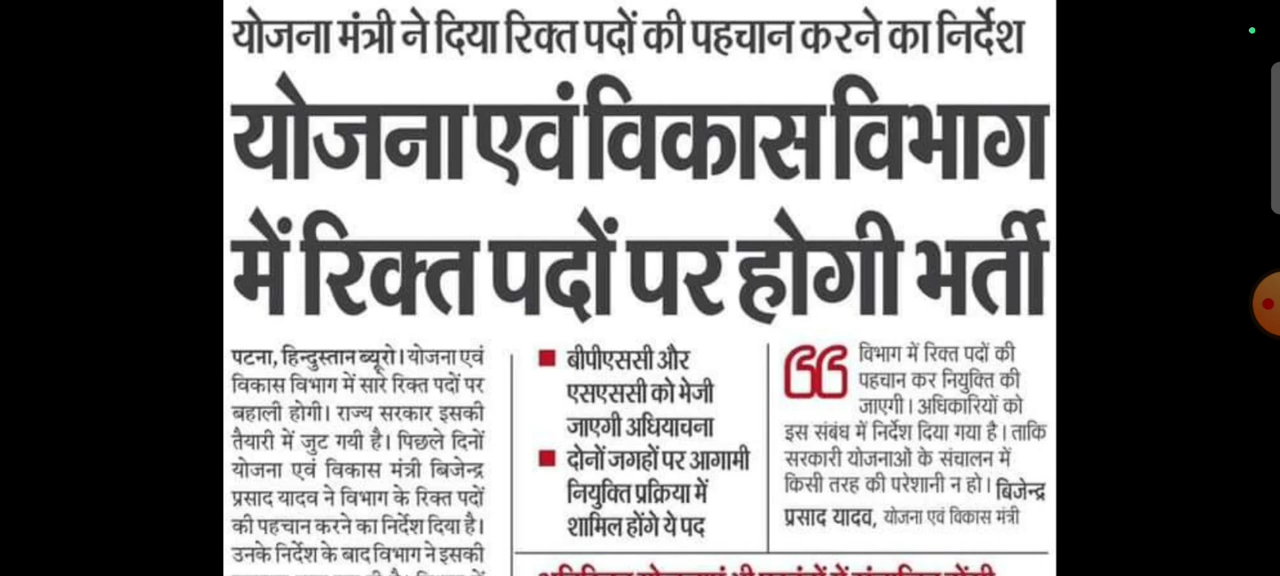 योजना मंत्री ने दिया रिक्त पदों की पहचान करने का निर्देश
योजना एवं विकास विभाग
में रिक्त पदों पर होगी भर्ती
पटना, हिन्दुस्तान ब्यूरो। योजना एवं
विकास विभाग में सारे रिक्त पदों पर
बहाली होगी। राज्य सरकार इसकी
तैयारी में जुट गयी है। पिछले दिनों
योजना एवं विकास मंत्री बिजेन्द्र
प्रसाद यादव ने विभाग के रिक्त पदों
की पहचान करने का निर्देश दिया है।
उनके निर्देश के बाद विभाग ने इसकी
■ बीपीएससी और
एसएससी को भेजी
जाएगी अधियाचना
■ दोनों जगहों पर आगामी
नियुक्ति प्रक्रिया में
शामिल होंगे ये पद
विभाग में रिक्त पदों की
पहचान कर नियुक्ति की
जाएगी। अधिकारियों को
इस संबंध में निर्देश दिया गया है। ताकि
सरकारी योजनाओं के संचालन में
किसी तरह की परेशानी न हो। बिजेन्द्र
प्रसाद यादव, योजना एवं विकास मंत्री